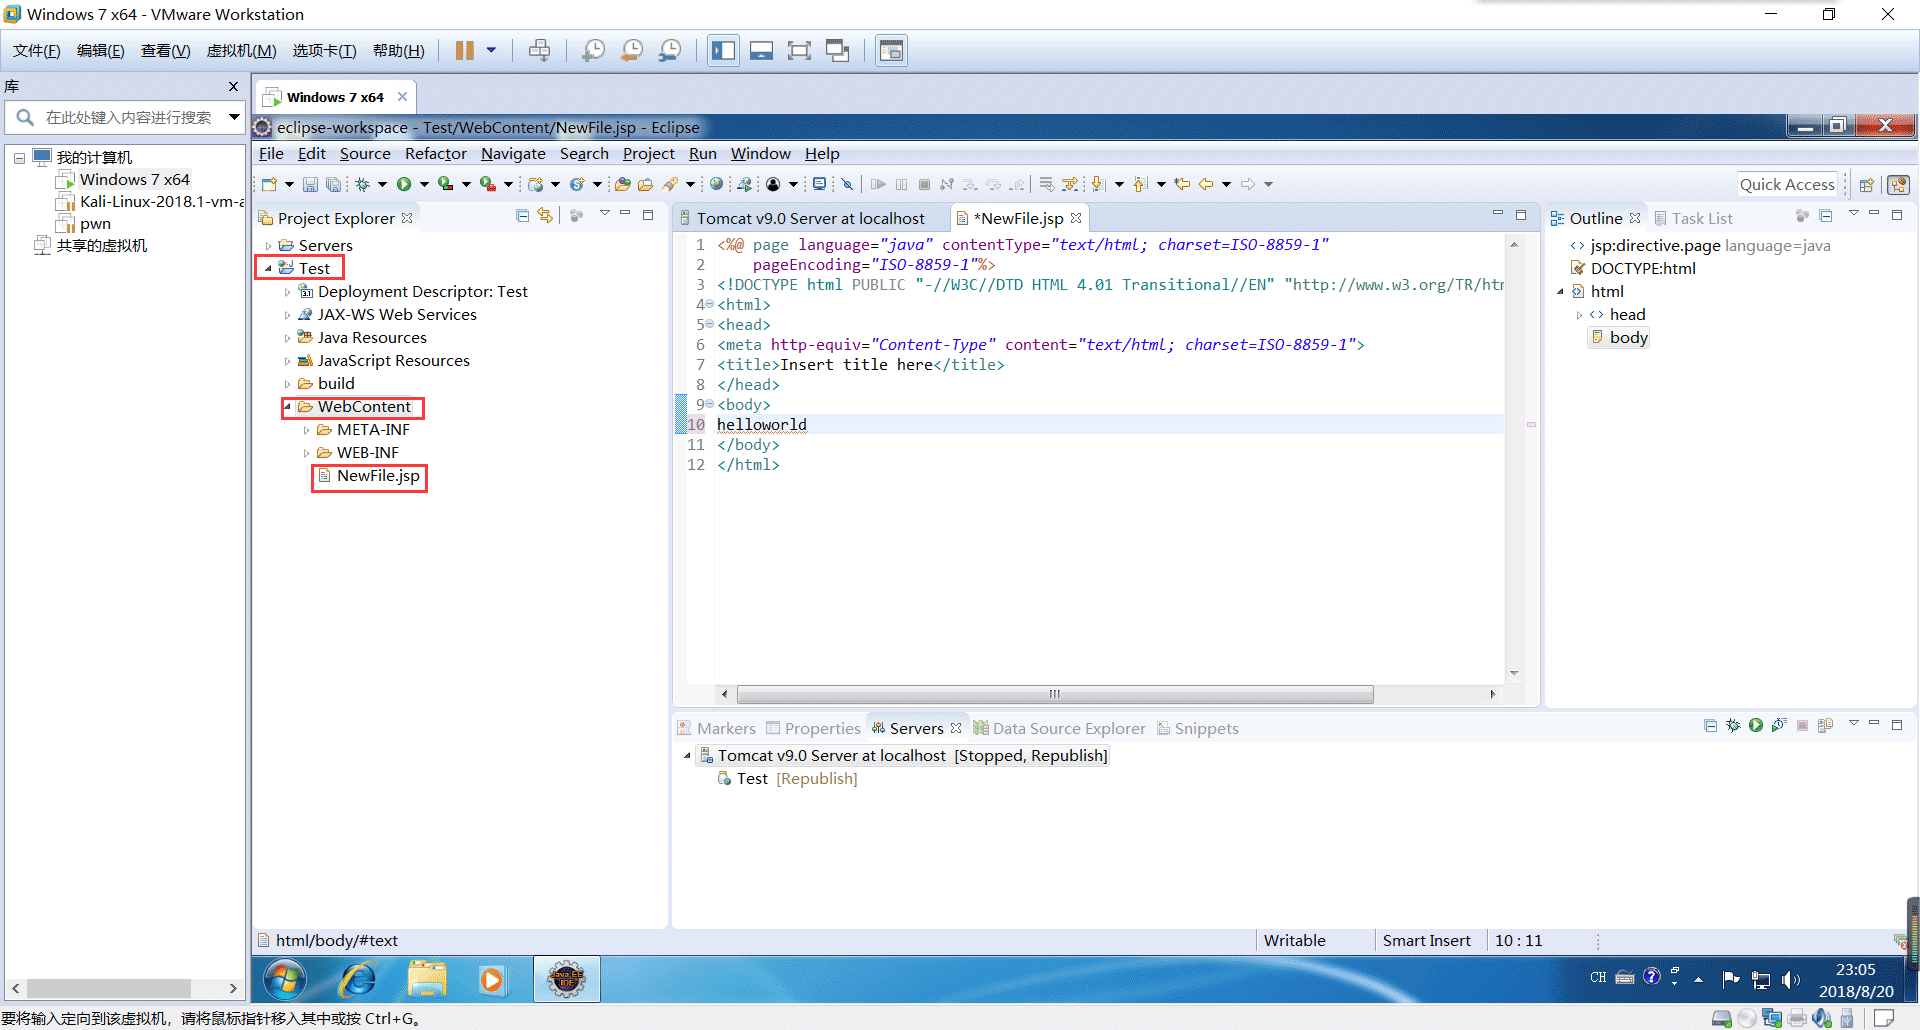 Windows 7 x64 - VMware Workstation
文件(F) 编辑(E) 查看(V) 虚拟机(M) 选项卡(T) 帮助(H)
库
在此处键入内容进行搜索
我的计算机
Windows 7 x64
Kali-Linux-2018.1-vm-a
pwn
共享的虚拟机
Windows 7 x64
eclipse-workspace - Test/WebContent/NewFile.jsp - Eclipse
File Edit Source Refactor Navigate Search Project Run Window Help
Quick Access
Project Explorer
Servers
Test
Deployment Descriptor: Test
JAX-WS Web Services
Java Resources
JavaScript Resources
build
WebContent
META-INF
WEB-INF
NewFile.jsp
Tomcat v9.0 Server at localhost *NewFile.jsp
1 <%@ page language="java" contentType="text/html; charset=ISO-8859-1"
2 pageEncoding="ISO-8859-1"%>
3 <!DOCTYPE html PUBLIC "-//W3C//DTD HTML 4.01 Transitional//EN" "http://www.w3.org/TR/htm
4 <html>
5 <head>
6 <meta http-equiv="Content-Type" content="text/html; charset=ISO-8859-1">
7 <title>Insert title here</title>
8 </head>
9 <body>
10 helloworld
11 </body>
12 </html>
Outline Task List
jsp:directive.page language=java
DOCTYPE:html
html
head
body
Markers Properties Servers Data Source Explorer Snippets
Tomcat v9.0 Server at localhost [Stopped, Republish]
Test [Republish]
html/body/#text Writable Smart Insert 10 : 11
Java EE
IDE
CH
23:05
2018/8/20
要将输入定向到该虚拟机，请将鼠标指针移入其中或按 Ctrl+G。